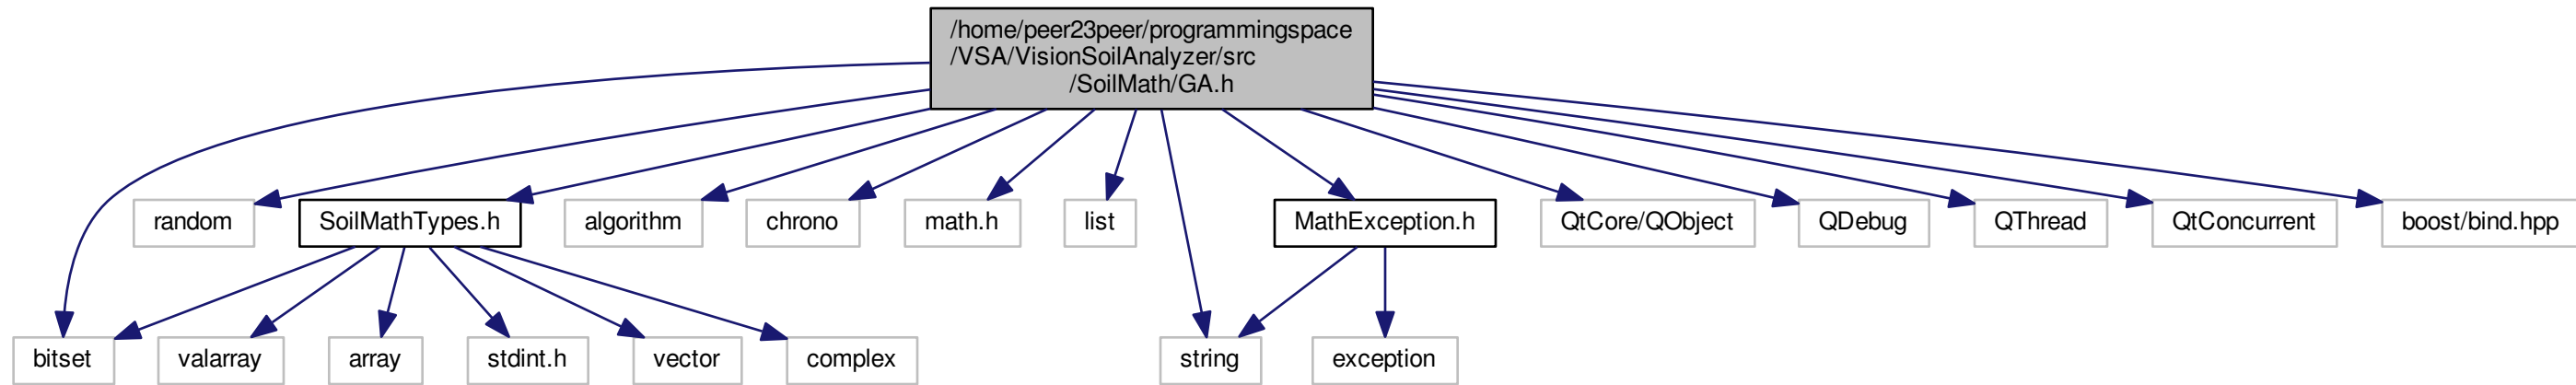 /home/peer23peer/programmingspace
/VSA/VisionSoilAnalyzer/src
/SoilMath/GA.h
random
SoilMathTypes.h
algorithm
chrono
math.h
list
MathException.h
QtCore/QObject
QDebug
QThread
QtConcurrent
boost/bind.hpp
bitset
valarray
array
stdint.h
vector
complex
string
exception